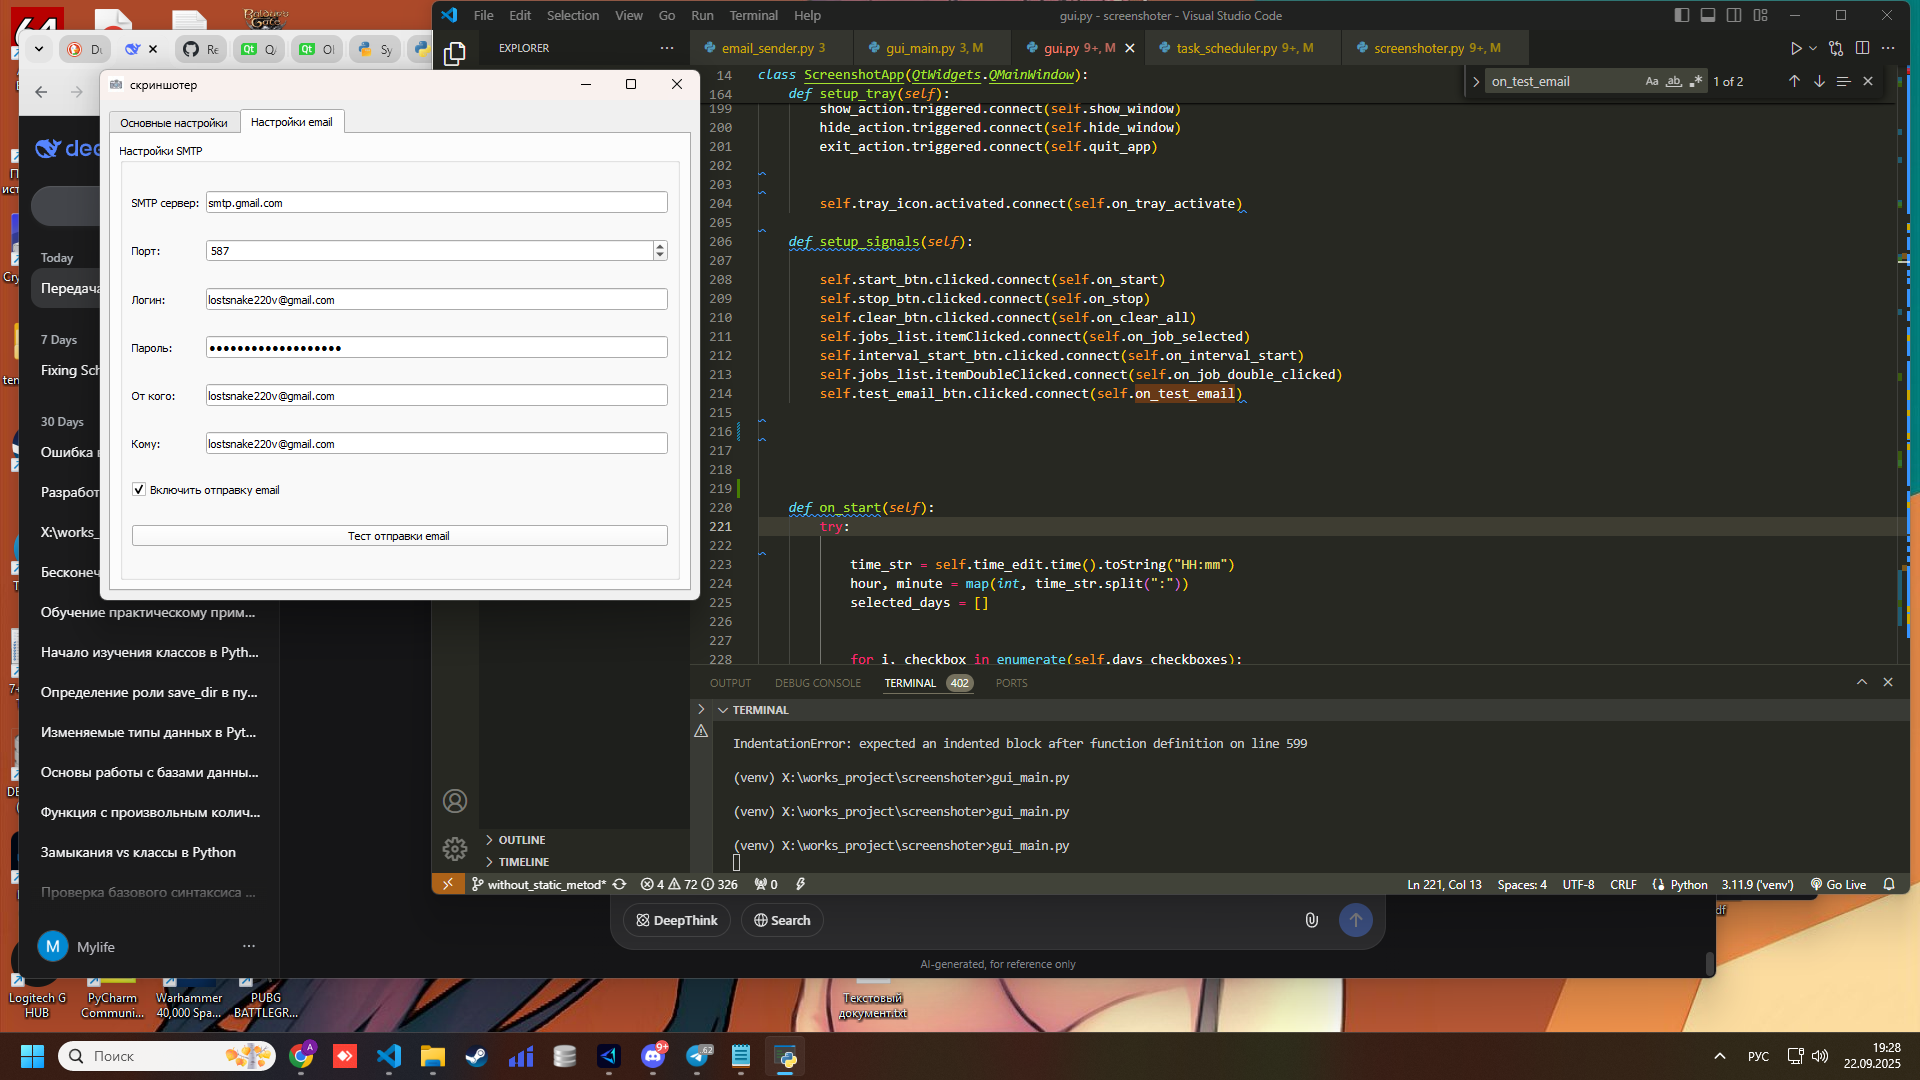 File Edit Selection View Go Run Terminal Help
gui.py - screenshoter - Visual Studio Code
EXPLORER
email_sender.py 3
gui_main.py 3, M
gui.py 9+, M
task_scheduler.py 9+, M
screenshoter.py 9+, M
on_test_email
Aa ab
1 of 2
скриншотер
Основные настройки
Настройки email
Настройки SMTP
SMTP сервер: smtp.gmail.com
Порт: 587
Логин: lostsnake220v@gmail.com
Пароль: ●●●●●●●●●●●●●●●●●●●
От кого: lostsnake220v@gmail.com
Кому: lostsnake220v@gmail.com
Включить отправку email
Тест отправки email
14 class ScreenshotApp(QtWidgets.QMainWindow):
164 def setup_tray(self):
199 show_action.triggered.connect(self.show_window)
200 hide_action.triggered.connect(self.hide_window)
201 exit_action.triggered.connect(self.quit_app)
202
203
204 self.tray_icon.activated.connect(self.on_tray_activate)
205
206 def setup_signals(self):
207
208 self.start_btn.clicked.connect(self.on_start)
209 self.stop_btn.clicked.connect(self.on_stop)
210 self.clear_btn.clicked.connect(self.on_clear_all)
211 self.jobs_list.itemClicked.connect(self.on_job_selected)
212 self.interval_start_btn.clicked.connect(self.on_interval_start)
213 self.jobs_list.itemDoubleClicked.connect(self.on_job_double_clicked)
214 self.test_email_btn.clicked.connect(self.on_test_email)
215
216
217
218
219
220 def on_start(self):
221 try:
222
223 time_str = self.time_edit.time().toString("HH:mm")
224 hour, minute = map(int, time_str.split(":"))
225 selected_days = []
226
227
228 for i, checkbox in enumerate(self.days_checkboxes):
OUTPUT DEBUG CONSOLE TERMINAL 402 PORTS
TERMINAL
IndentationError: expected an indented block after function definition on line 599
(venv) X:\works_project\screenshoter>gui_main.py
(venv) X:\works_project\screenshoter>gui_main.py
(venv) X:\works_project\screenshoter>gui_main.py
OUTLINE
TIMELINE
without_static_metod* 4 72 326 0
Ln 221, Col 13 Spaces: 4 UTF-8 CRLF Python 3.11.9 ('venv') Go Live
dee
Today
Передача
7 Days
Fixing Sch
30 Days
Ошибка
Разработ
X:\works_
Бесконеч
Обучение практическому прим...
Начало изучения классов в Pyth...
Определение роли save_dir в пу...
Изменяемые типы данных в Pyt...
Основы работы с базами данны...
Функция с произвольным колич...
Замыкания vs классы в Python
Проверка базового синтаксиса ...
M Mylife
DeepThink
Search
AI-generated, for reference only
Logitech G HUB
PyCharm Communi...
Warhammer 40,000 Spa...
PUBG BATTLEGR...
Текстовый документ.txt
Поиск
РУС
19:28
22.09.2025